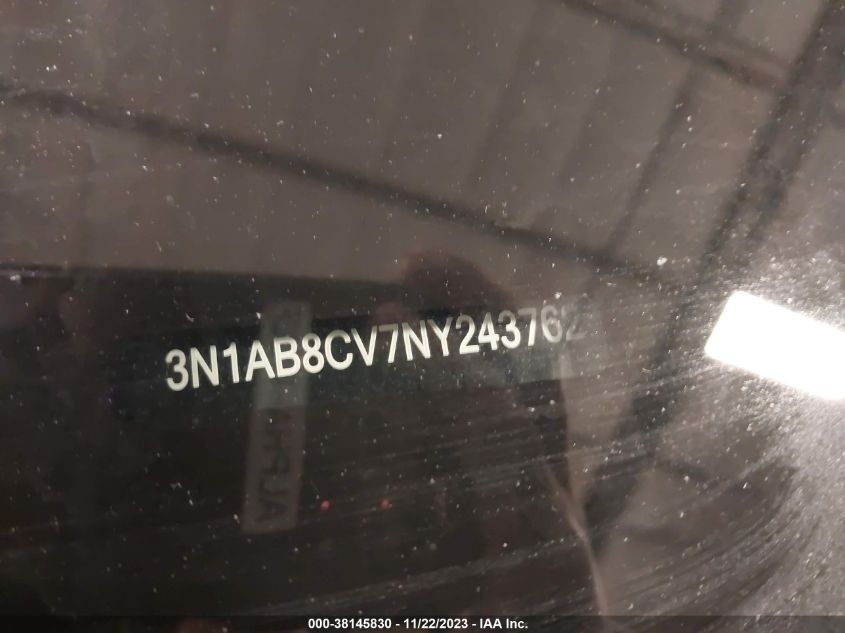 3N1AB8CV7NY243762
000-38145830 - 11/22/2023 - IAA Inc.